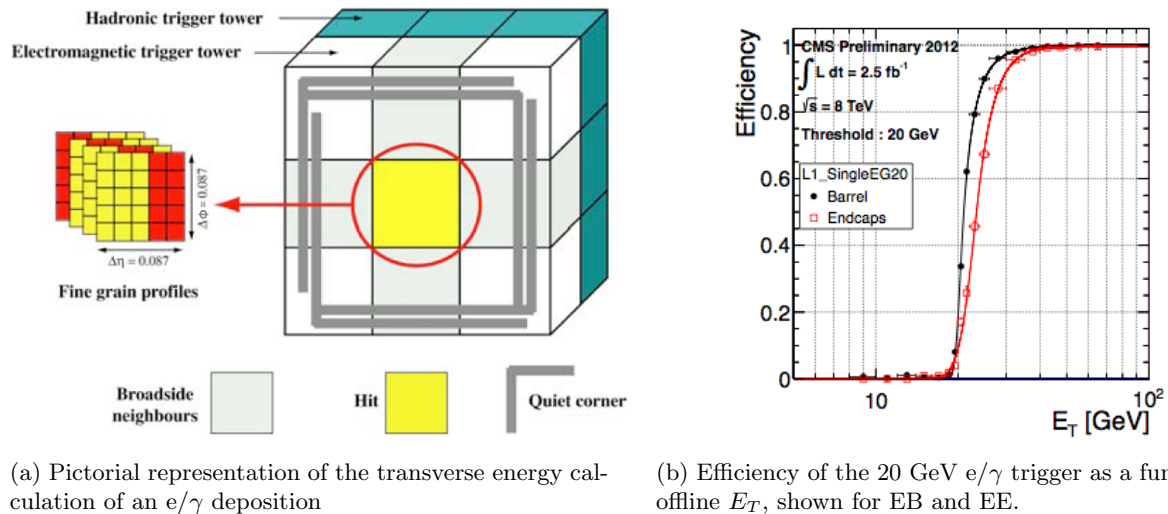 Hadronic trigger tower
Electromagnetic trigger tower
Δϕ = 0.087
Δη = 0.087
Fine grain profiles
Broadside
neighbours
Hit
Quiet corner
(a) Pictorial representation of the transverse energy cal-
culation of an e/γ deposition
Efficiency
1
0.8
0.6
0.4
0.2
0
CMS Preliminary 2012
∫ L dt = 2.5 fb⁻¹
√s = 8 TeV
Threshold : 20 GeV
L1_SingleEG20
Barrel
Endcaps
10
20
30
10²
E_T [GeV]
(b) Efficiency of the 20 GeV e/γ trigger as a fun
offline E_T, shown for EB and EE.